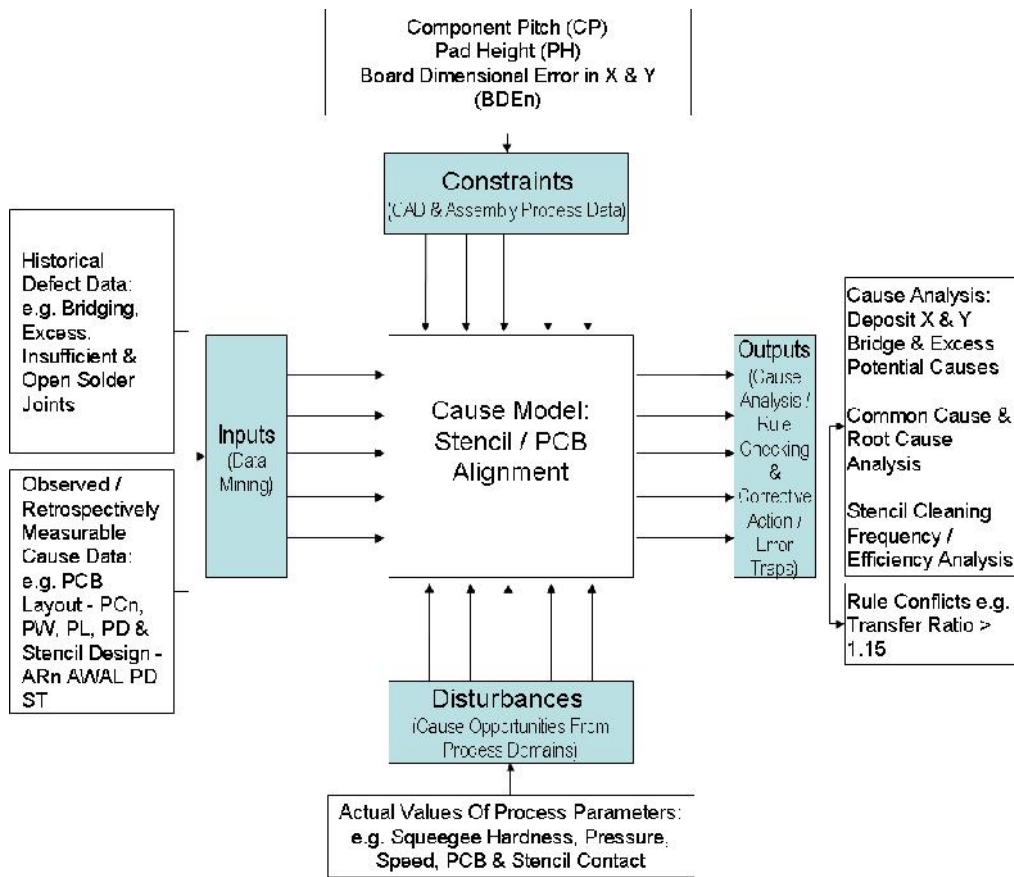 Component Pitch (CP)
Pad Height (PH)
Board Dimensional Error in X & Y
(BDEn)
Constraints
(CAD & Assembly Process Data)
Historical
Defect Data:
e.g. Bridging,
Excess.
Insufficient &
Open Solder
Joints
Observed /
Retrospectively
Measurable
Cause Data:
e.g. PCB
Layout - PCn,
PW, PL, PD &
Stencil Design -
ARn AWAL PD
ST
Inputs
(Data
Mining)
Cause Model:
Stencil / PCB
Alignment
Outputs
(Cause
Analysis /
Rule
Checking
&
Corrective
Action /
Error
Traps)
Cause Analysis:
Deposit X & Y
Bridge & Excess
Potential Causes
Common Cause &
Root Cause
Analysis
Stencil Cleaning
Frequency /
Efficiency Analysis
Rule Conflicts e.g.
Transfer Ratio >
1.15
Disturbances
(Cause Opportunities From
Process Domains)
Actual Values Of Process Parameters:
e.g. Squeegee Hardness, Pressure,
Speed, PCB & Stencil Contact